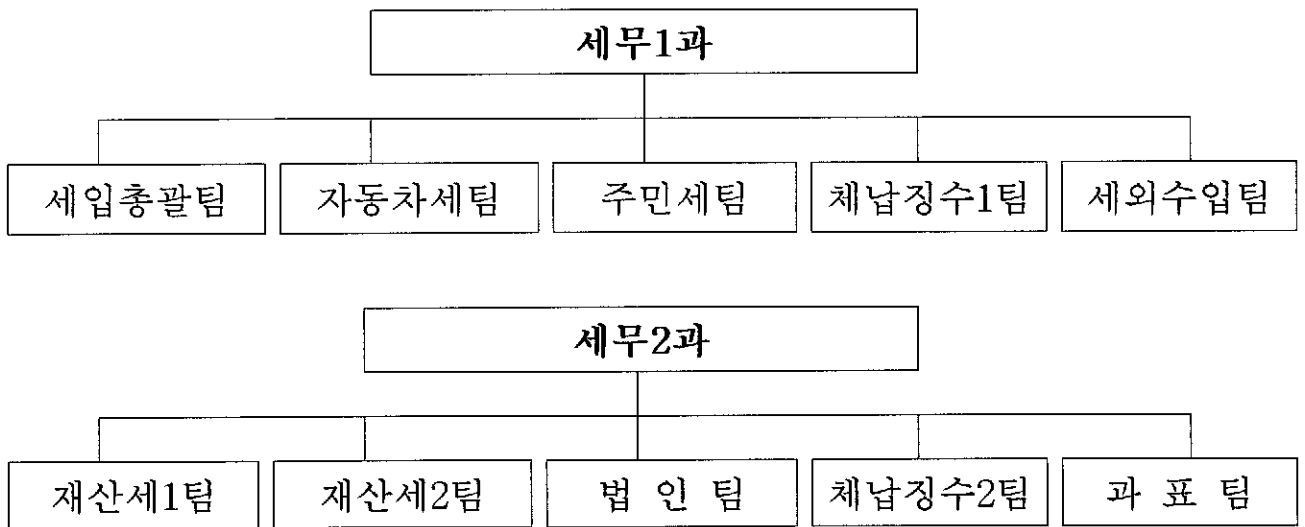 세무1과
세입총괄팀 자동차세팀 주민세팀 체납징수1팀 세외수입팀
세무2과
재산세1팀 재산세2팀 법 인 팀 체납징수2팀 과 표 팀